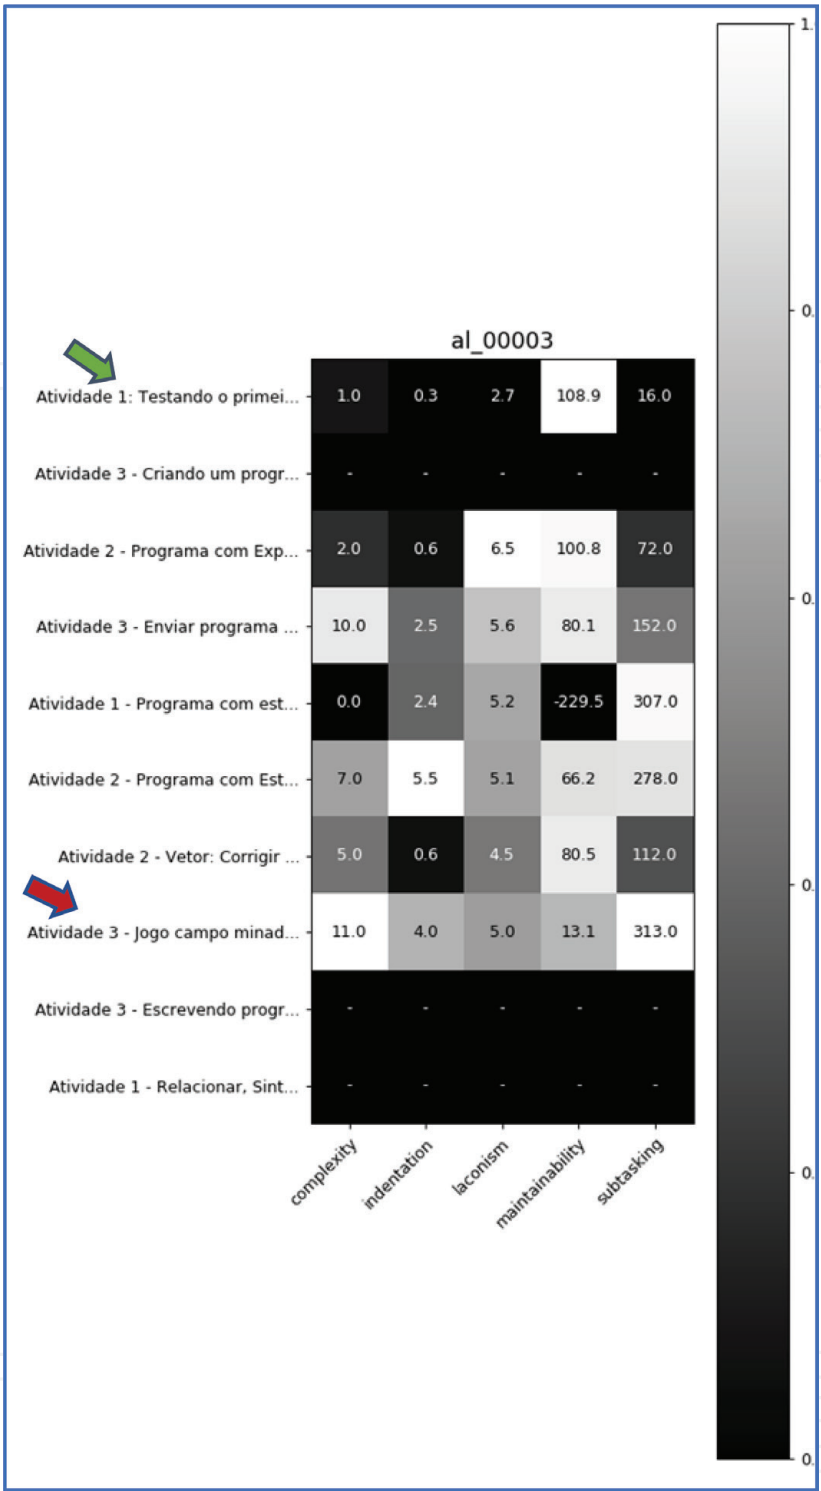 1.
0.
0.
0.
0.
0.
al_00003
Atividade 1: Testando o primei... 1.0 0.3 2.7 108.9 16.0
Atividade 3 - Criando um progr... - - - - -
Atividade 2 - Programa com Exp... 2.0 0.6 6.5 100.8 72.0
Atividade 3 - Enviar programa ... 10.0 2.5 5.6 80.1 152.0
Atividade 1 - Programa com est... 0.0 2.4 5.2 -229.5 307.0
Atividade 2 - Programa com Est... 7.0 5.5 5.1 66.2 278.0
Atividade 2 - Vetor: Corrigir ... 5.0 0.6 4.5 80.5 112.0
Atividade 3 - Jogo campo minad... 11.0 4.0 5.0 13.1 313.0
Atividade 3 - Escrevendo progr... - - - - -
Atividade 1 - Relacionar, Sint... - - - - -
complexity indentation laconism maintainability subtasking